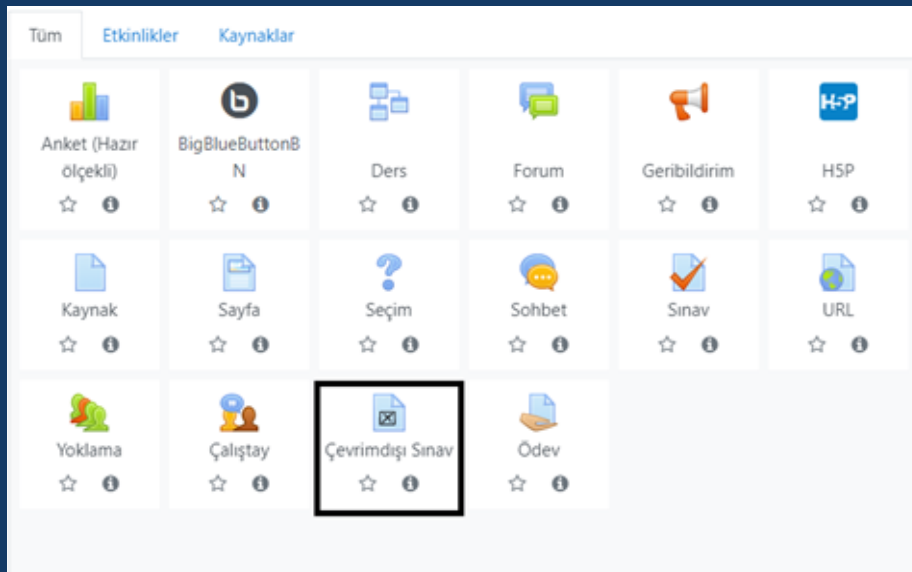 Tüm Etkinlikler Kaynaklar
Anket (Hazır
ölçekli)
BigBlueButtonB
N
Ders
Forum
Geribildirim
H5P
H5P
Kaynak
Sayfa
Seçim
Sohbet
Sınav
URL
Yoklama
Çalıştay
Çevrimdışı Sınav
Ödev